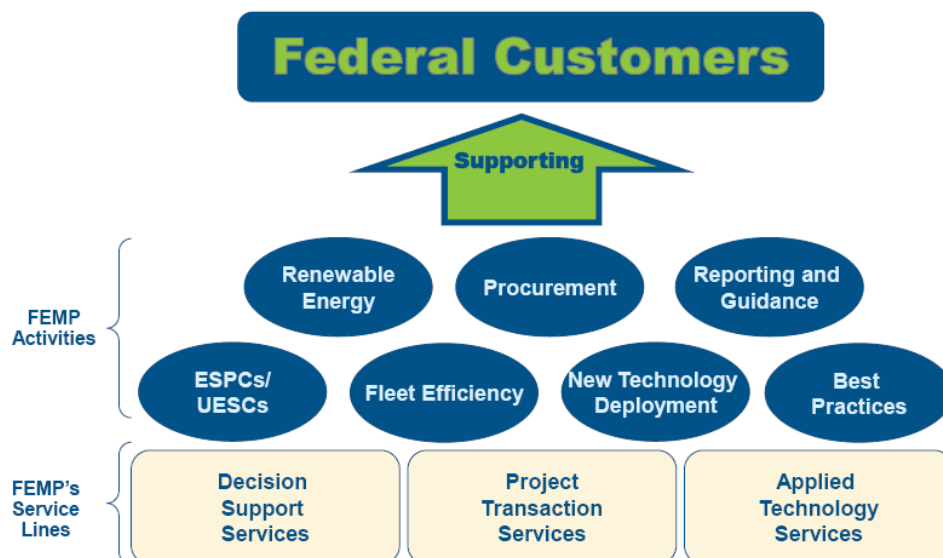 Federal Customers
Supporting
FEMP
Activities
Renewable
Energy
Procurement
Reporting and
Guidance
ESPCs/
UESCs
Fleet Efficiency
New Technology
Deployment
Best
Practices
FEMP’s
Service
Lines
Decision
Support
Services
Project
Transaction
Services
Applied
Technology
Services